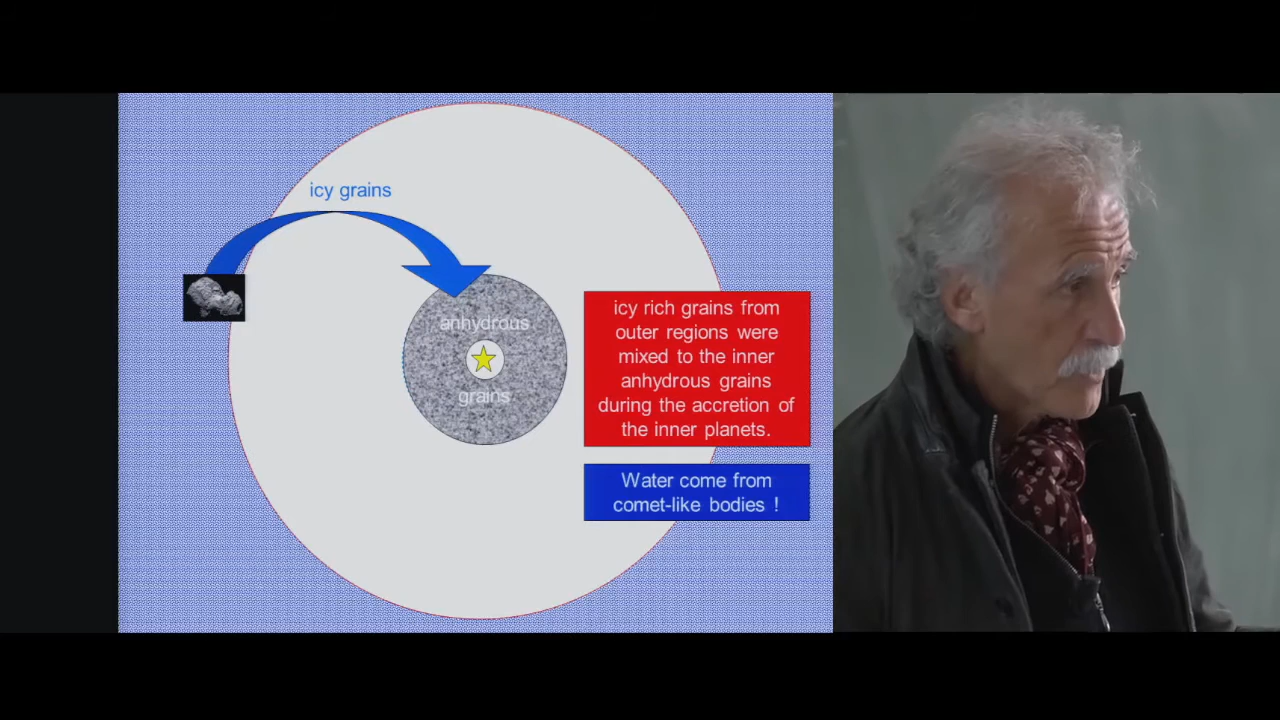 icy grains
anhydrous
grains
icy rich grains from
outer regions were
mixed to the inner
anhydrous grains
during the accretion of
the inner planets.
Water come from
comet-like bodies !